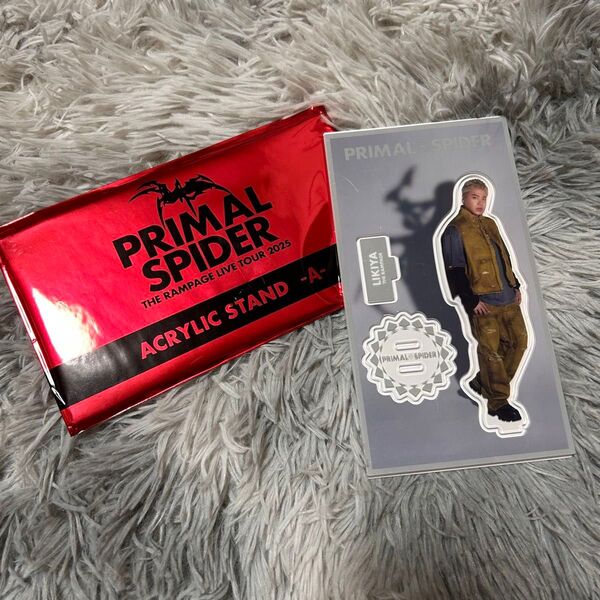 PRIMAL
SPIDER
THE RAMPAGE LIVE TOUR 2025
ACRYLIC STAND -A-
PRIMAL SPIDER
LIKIYA
THE RAMPAGE
PRIMAL SPIDER